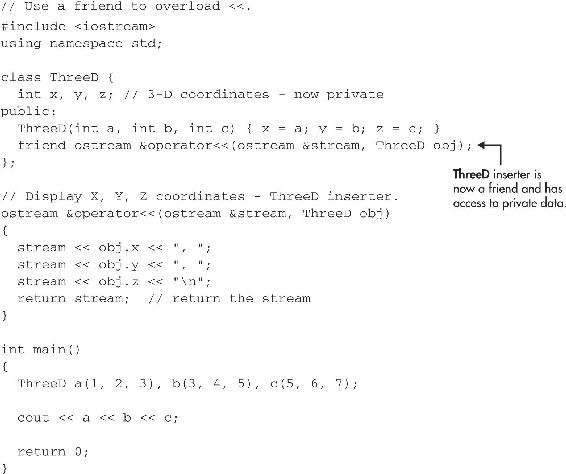 // Use a friend to overload <<.
#include <iostream>
using namespace std;

class ThreeD {
  int x, y, z; // 3-D coordinates - now private
public:
  ThreeD(int a, int b, int c) { x = a; y = b; z = c; }
  friend ostream &operator<<(ostream &stream, ThreeD obj);
};
ThreeD inserter is
now a friend and has
access to private data.

// Display X, Y, Z coordinates - ThreeD inserter.
ostream &operator<<(ostream &stream, ThreeD obj)
{
  stream << obj.x << ", ";
  stream << obj.y << ", ";
  stream << obj.z << "\n";
  return stream;  // return the stream
}

int main()
{
  ThreeD a(1, 2, 3), b(3, 4, 5), c(5, 6, 7);

  cout << a << b << c;

  return 0;
}